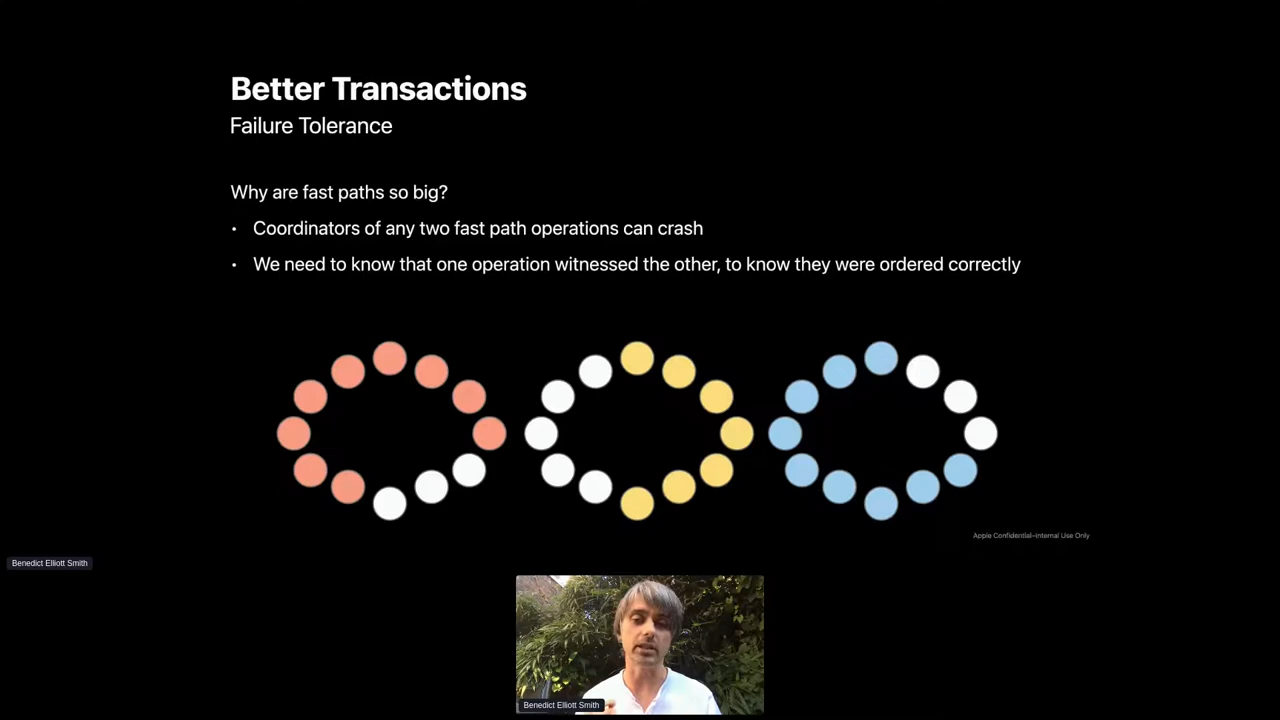 Better Transactions
Failure Tolerance
Why are fast paths so big?
• Coordinators of any two fast path operations can crash
• We need to know that one operation witnessed the other, to know they were ordered correctly
Apple Confidential–Internal Use Only
Benedict Elliott Smith
Benedict Elliott Smith